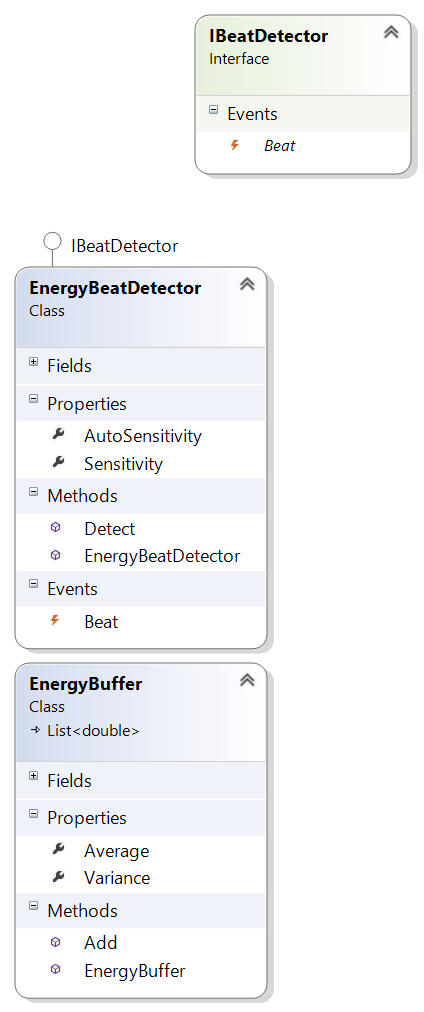 IBeatDetector
Interface
Events
Beat
IBeatDetector
EnergyBeatDetector
Class
Fields
Properties
AutoSensitivity
Sensitivity
Methods
Detect
EnergyBeatDetector
Events
Beat
EnergyBuffer
Class
List<double>
Fields
Properties
Average
Variance
Methods
Add
EnergyBuffer